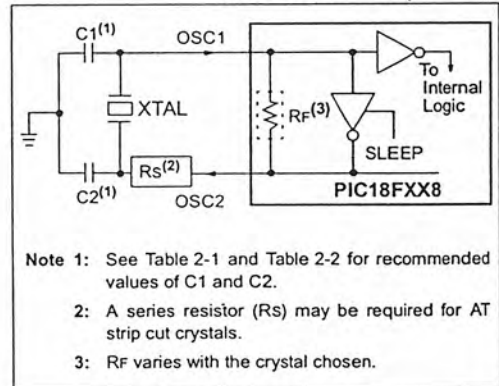 C1(1)
OSC1
To
Internal
Logic
XTAL
RF(3)
SLEEP
C2(1)
RS(2)
OSC2
PIC18FXX8
Note 1: See Table 2-1 and Table 2-2 for recommended
values of C1 and C2.
2: A series resistor (RS) may be required for AT
strip cut crystals.
3: RF varies with the crystal chosen.